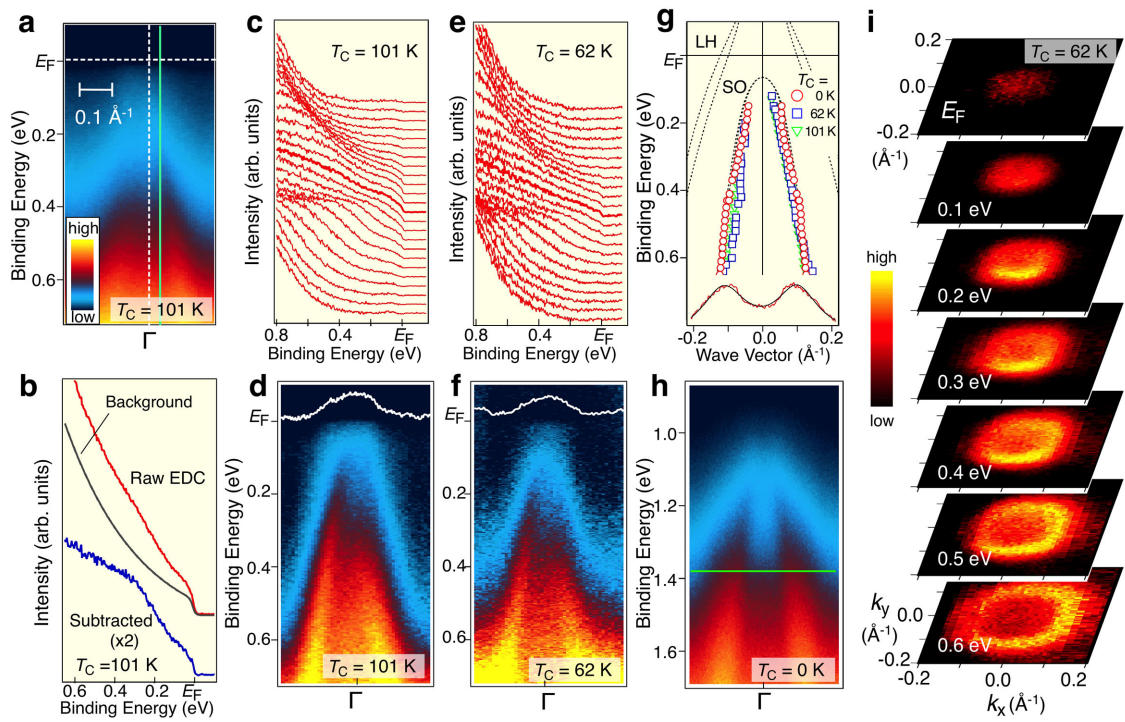 a
E_F
0.1 Å⁻¹
0.2
0.4
0.6
Binding Energy (eV)
high
low
T_C = 101 K
Γ
b
Background
Raw EDC
Subtracted
(x2)
T_C =101 K
Intensity (arb. units)
0.6 0.4 0.2 E_F
Binding Energy (eV)
c
T_C = 101 K
Intensity (arb. units)
0.8 0.4 E_F
Binding Energy (eV)
d
E_F
0.2
0.4
0.6
Binding Energy (eV)
T_C = 101 K
Γ
e
T_C = 62 K
Intensity (arb. units)
0.8 0.4 E_F
Binding Energy (eV)
f
E_F
0.2
0.4
0.6
Binding Energy (eV)
T_C = 62 K
Γ
g
LH
E_F
SO
T_C =
0 K
62 K
101 K
0.2
0.4
0.6
Binding Energy (eV)
-0.2 0.0 0.2
Wave Vector (Å⁻¹)
h
1.0
1.2
1.4
1.6
Binding Energy (eV)
T_C = 0 K
Γ
i
T_C = 62 K
0.2
0.0
-0.2
(Å⁻¹)
E_F
0.1 eV
0.2 eV
0.3 eV
0.4 eV
0.5 eV
0.6 eV
high
low
k_y
(Å⁻¹)
0.0
-0.2
-0.2 0.0 0.2
k_x (Å⁻¹)